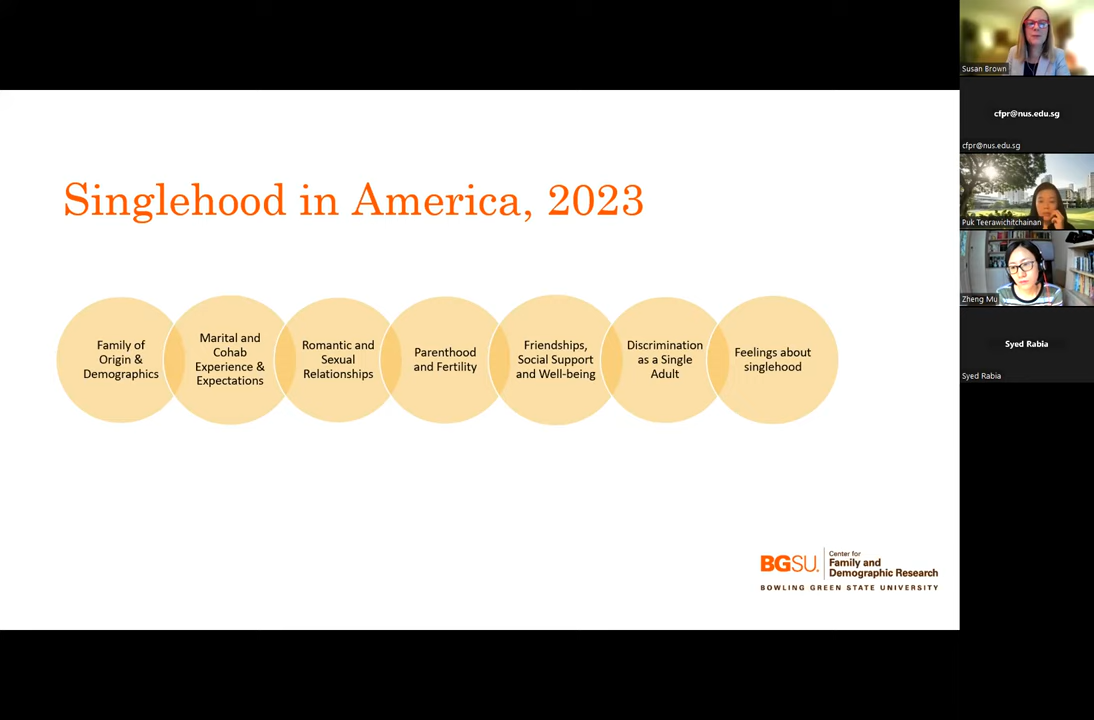 Singlehood in America, 2023
Family of
Origin &
Demographics
Marital and
Cohab
Experience &
Expectations
Romantic and
Sexual
Relationships
Parenthood
and Fertility
Friendships,
Social Support
and Well-being
Discrimination
as a Single
Adult
Feelings about
singlehood
BGSU.
Center for
Family and
Demographic Research
BOWLING GREEN STATE UNIVERSITY
Susan Brown
cfpr@nus.edu.sg
cfpr@nus.edu.sg
Puk Teerawichitchainan
Zheng Mu
Syed Rabia
Syed Rabia